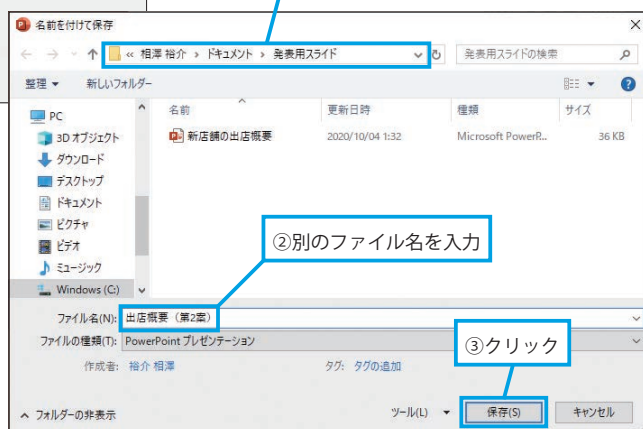 名前を付けて保存
« 相澤 裕介 › ドキュメント › 発表用スライド
発表用スライドの検索
整理 ▼ 新しいフォルダー
PC
3D オブジェクト
ダウンロード
デスクトップ
ドキュメント
ピクチャ
ビデオ
ミュージック
Windows (C:)
名前 更新日時 種類 サイズ
新店舗の出店概要 2020/10/04 1:32 Microsoft PowerP... 36 KB
②別のファイル名を入力
ファイル名(N): 出店概要（第2案）
ファイルの種類(T): PowerPoint プレゼンテーション
作成者: 裕介 相澤 タグ: タグの追加
③クリック
フォルダーの非表示
ツール(L) ▼ 保存(S) キャンセル